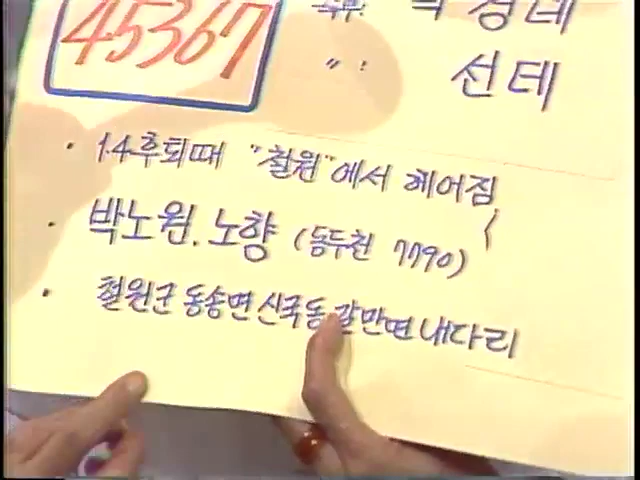 45367
선테
· 1.4후퇴때 "철원"에서 헤어짐
· 박노원. 노향 (동두천 7790)
· 철원군 동송면 신국동 갈만면 내다리